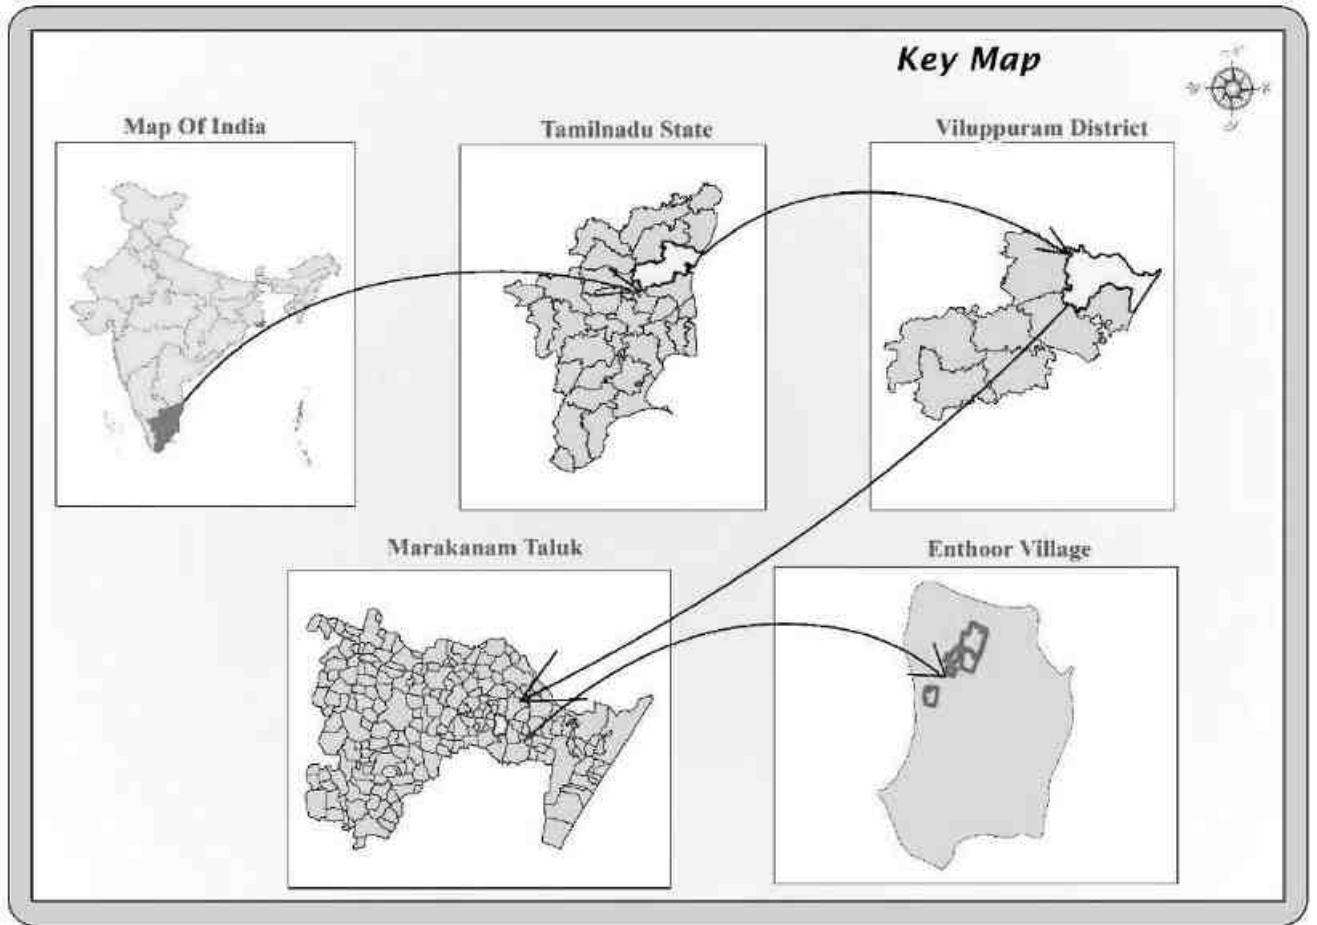 Key Map
Map Of India
Tamilnadu State
Viluppuram District
Marakanam Taluk
Enthoor Village